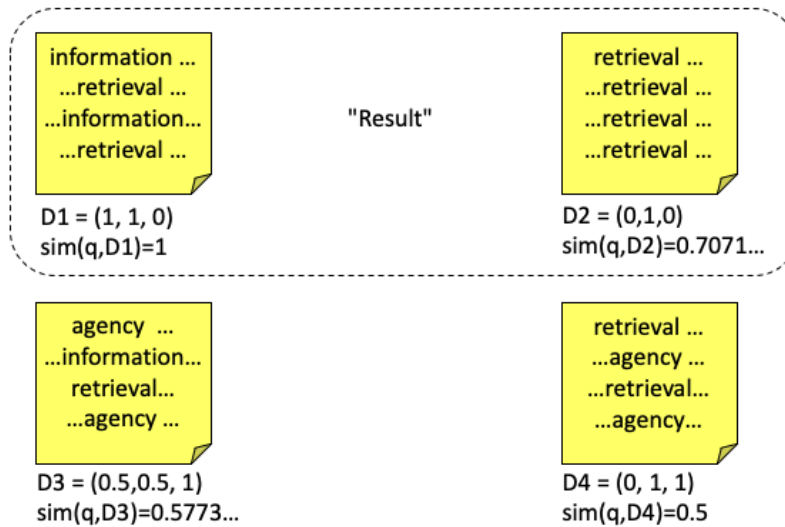 information ...
...retrieval ...
...information...
...retrieval ...
D1 = (1, 1, 0)
sim(q,D1)=1
"Result"
retrieval ...
...retrieval ...
...retrieval ...
...retrieval ...
D2 = (0,1,0)
sim(q,D2)=0.7071...
agency ...
...information...
retrieval...
...agency ...
D3 = (0.5,0.5, 1)
sim(q,D3)=0.5773...
retrieval ...
...agency ...
...retrieval...
...agency...
D4 = (0, 1, 1)
sim(q,D4)=0.5